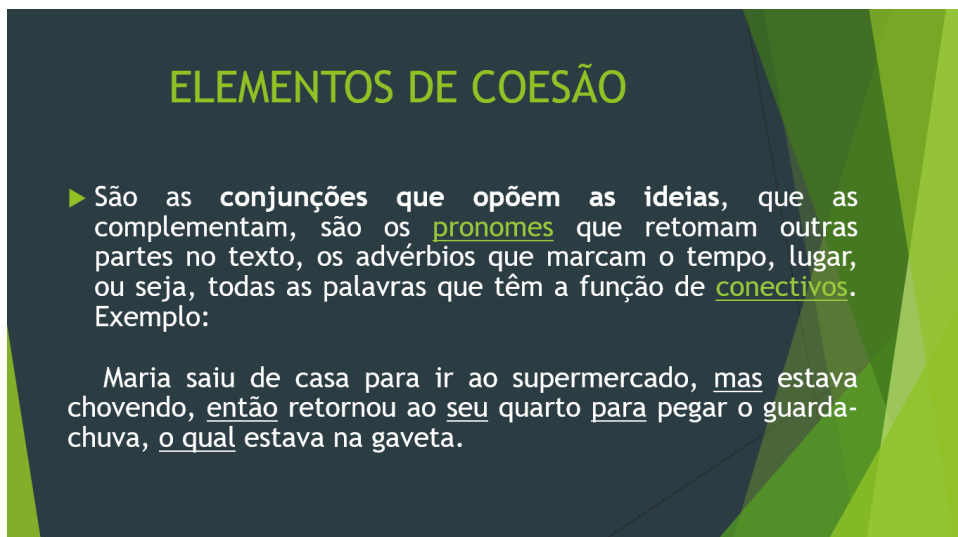 ELEMENTOS DE COESÃO
São as conjunções que opõem as ideias, que as
complementam, são os pronomes que retomam outras
partes no texto, os advérbios que marcam o tempo, lugar,
ou seja, todas as palavras que têm a função de conectivos.
Exemplo:
Maria saiu de casa para ir ao supermercado, mas estava
chovendo, então retornou ao seu quarto para pegar o guarda-
chuva, o qual estava na gaveta.